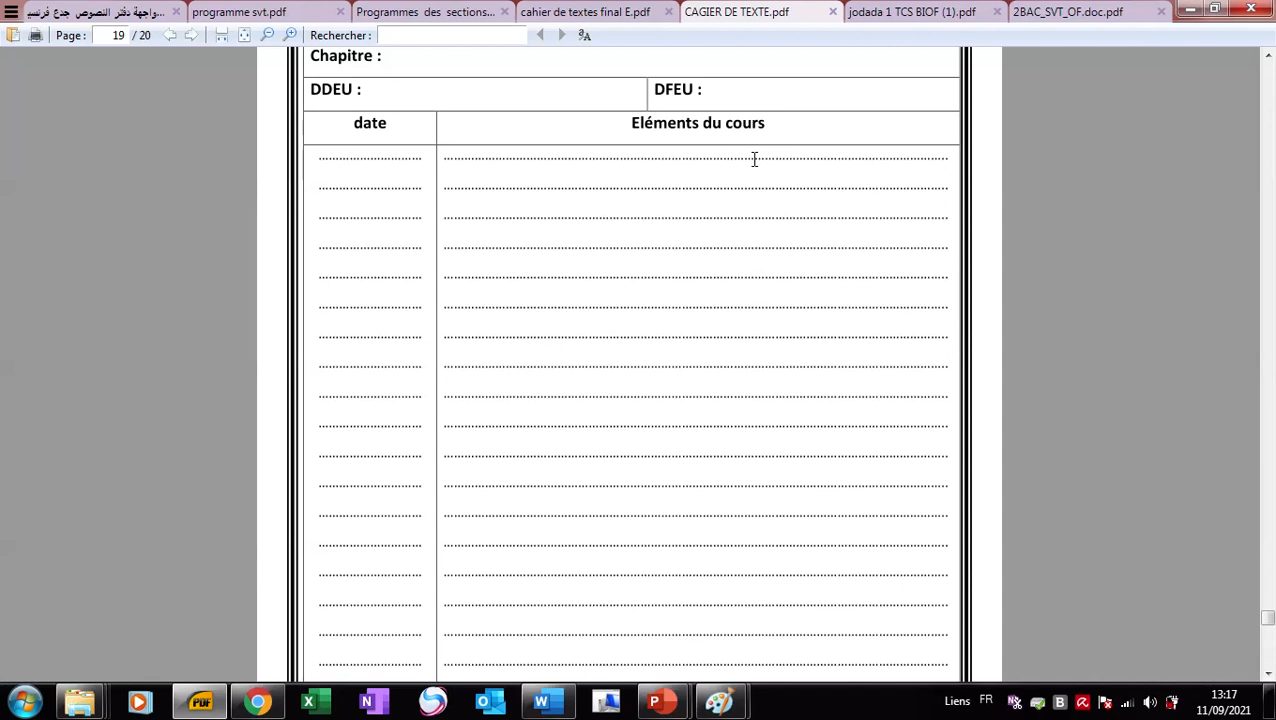 واجهة دفتر النصوص جدع فرنسي...
programme svt.pdf
Programmes des sections...
cahier de textes final E.pdf
CAGIER DE TEXTE.pdf
jodada 1 TCS BIOF (1).pdf
2BAC_SVT_OF.doc.pdf
Page : 19 / 20 Rechercher :
Chapitre :
DDEU : DFEU :
date Eléments du cours
Liens FR 13:17
11/09/2021